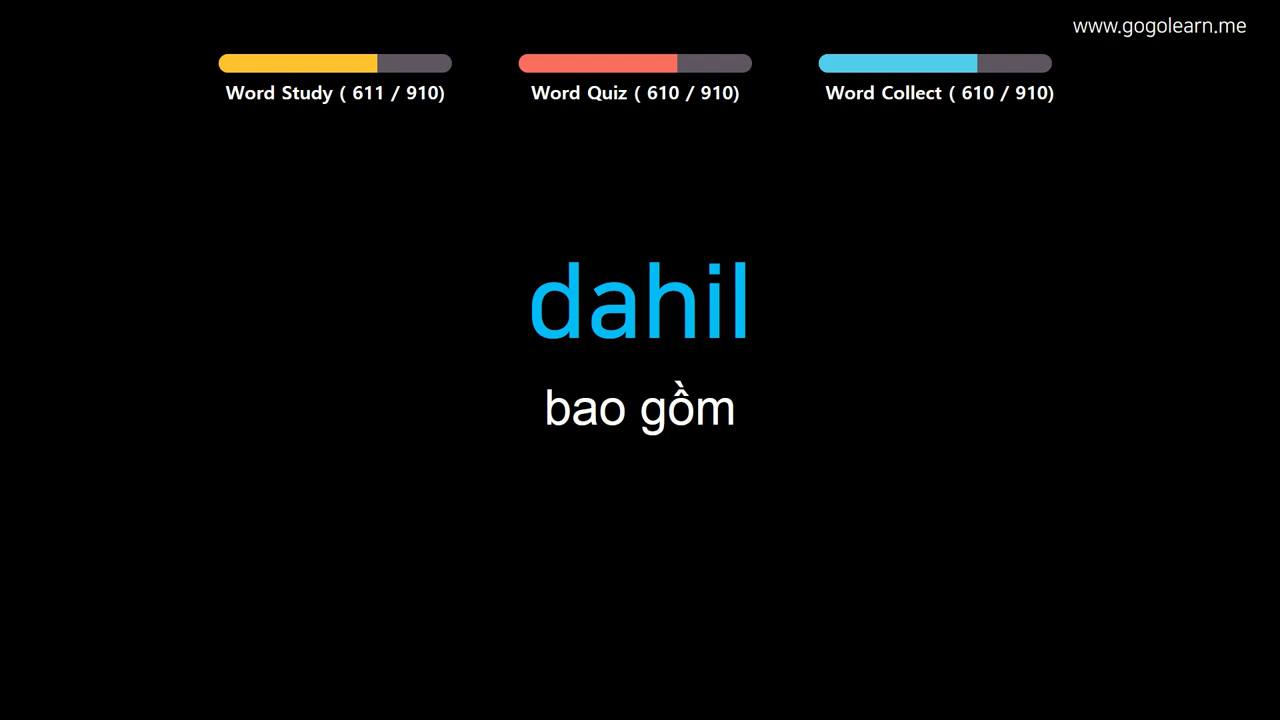 www.gogolearn.me
Word Study ( 611 / 910)
Word Quiz ( 610 / 910)
Word Collect ( 610 / 910)
dahil
bao gồm